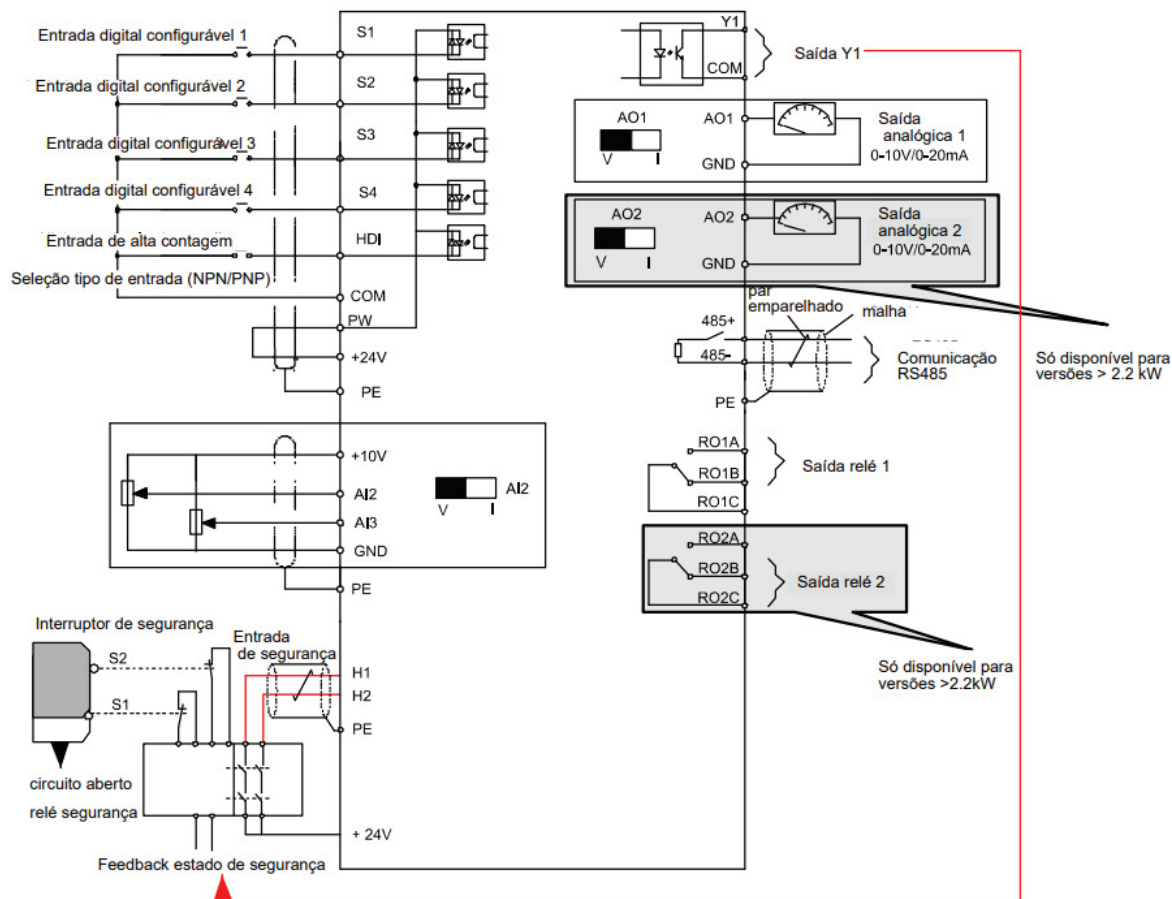 Entrada digital configurável 1
S1
Entrada digital configurável 2
S2
Entrada digital configurável 3
S3
Entrada digital configurável 4
S4
Entrada de alta contagem
HDI
Seleção tipo de entrada (NPN/PNP)
COM
PW
+24V
PE
+10V
AI2
AI3
GND
V
I
AI2
PE
Interruptor de segurança
S2
S1
circuito aberto
relé segurança
Feedback estado de segurança
Entrada
de segurança
H1
H2
PE
+ 24V
Y1
COM
Saída Y1
AO1
V
I
AO1
GND
Saída
analógica 1
0-10V/0-20mA
AO2
V
I
AO2
GND
Saída
analógica 2
0-10V/0-20mA
Só disponível para
versões > 2.2 kW
par
emparelhado
malha
485+
485-
PE
Comunicação
RS485
RO1A
RO1B
RO1C
Saída relé 1
RO2A
RO2B
RO2C
Saída relé 2
Só disponível para
versões >2.2kW